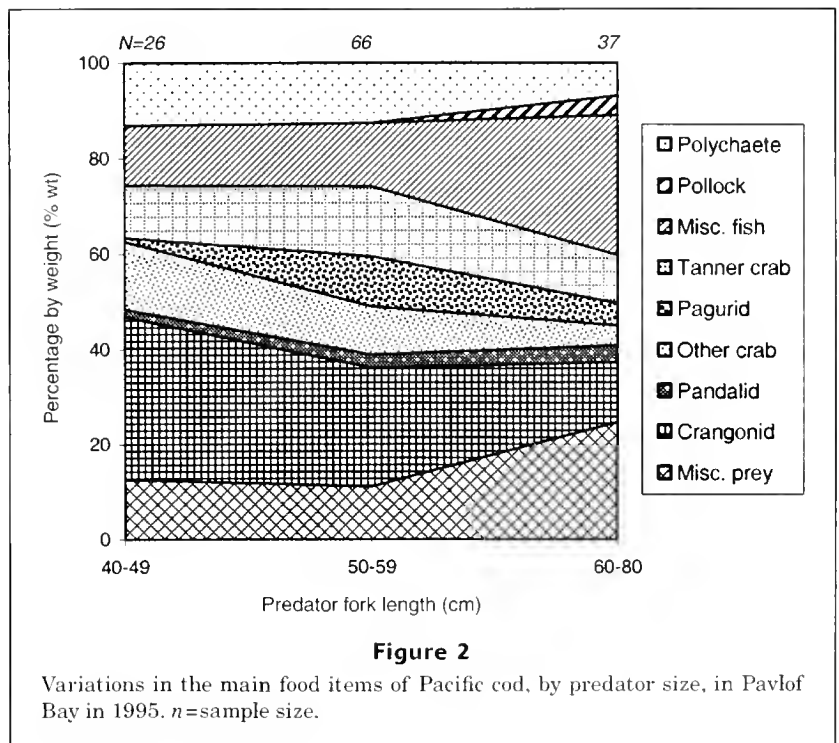 N=26 66 37
100
80
60
40
20
0
Percentage by weight (% wt)
40-49 50-59 60-80
Predator fork length (cm)
Polychaete
Pollock
Misc. fish
Tanner crab
Pagurid
Other crab
Pandalid
Crangonid
Misc. prey
Figure 2
Variations in the main food items of Pacific cod, by predator size, in Pavlof
Bay in 1995. n=sample size.